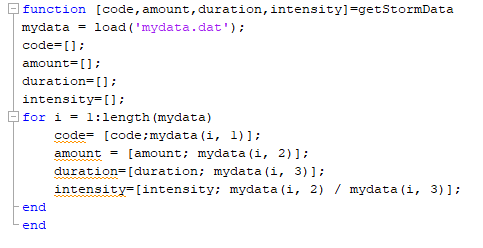 function [code,amount,duration,intensity]=getStormData
mydata = load('mydata.dat');
code=[];
amount=[];
duration=[];
intensity=[];
for i = 1:length(mydata)
code= [code;mydata(i, 1)];
amount = [amount; mydata(i, 2)];
duration=[duration; mydata(i, 3)];
intensity=[intensity; mydata(i, 2) / mydata(i, 3)];
end
end